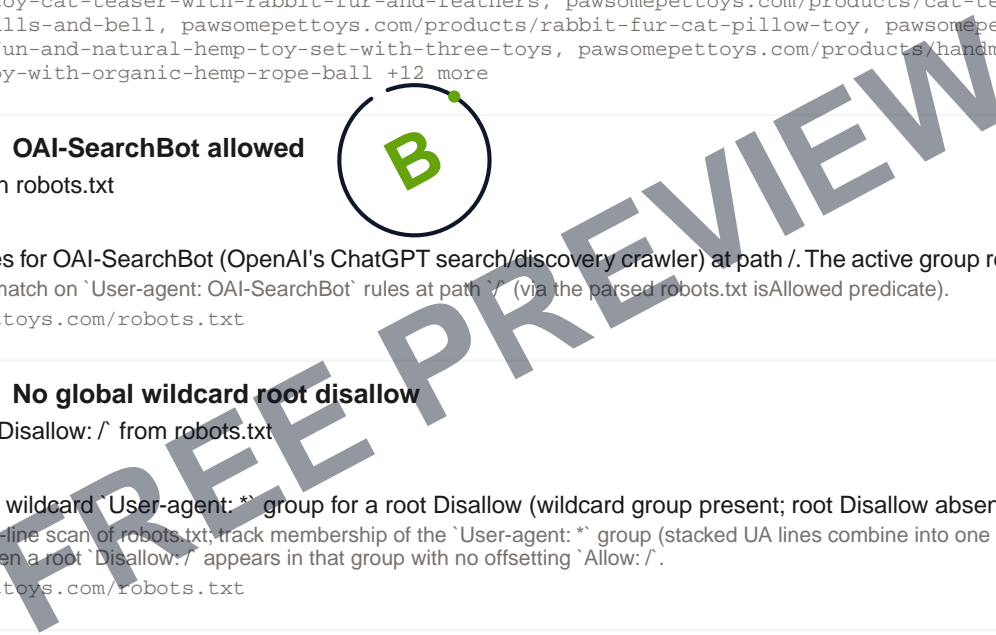 oy-cat-teaser-with-rabbit-fur-and-feathers, pawsomepettoys.com/products/cat-te
lls-and-bell, pawsomepettoys.com/products/rabbit-fur-cat-pillow-toy, pawsomepe
un-and-natural-hemp-toy-set-with-three-toys, pawsomepettoys.com/products/handm
oy-with-organic-hemp-rope-ball +12 more
B
OAI-SearchBot allowed
n robots.txt
es for OAI-SearchBot (OpenAI's ChatGPT search/discovery crawler) at path /. The active group re
match on `User-agent: OAI-SearchBot` rules at path `/` (via the parsed robots.txt isAllowed predicate).
toys.com/robots.txt
No global wildcard root disallow
Disallow: /` from robots.txt
wildcard `User-agent: *` group for a root Disallow (wildcard group present; root Disallow absen
-line scan of robots.txt; track membership of the `User-agent: *` group (stacked UA lines combine into one
en a root `Disallow: /` appears in that group with no offsetting `Allow: /`.
toys.com/robots.txt
FREE PREVIEW